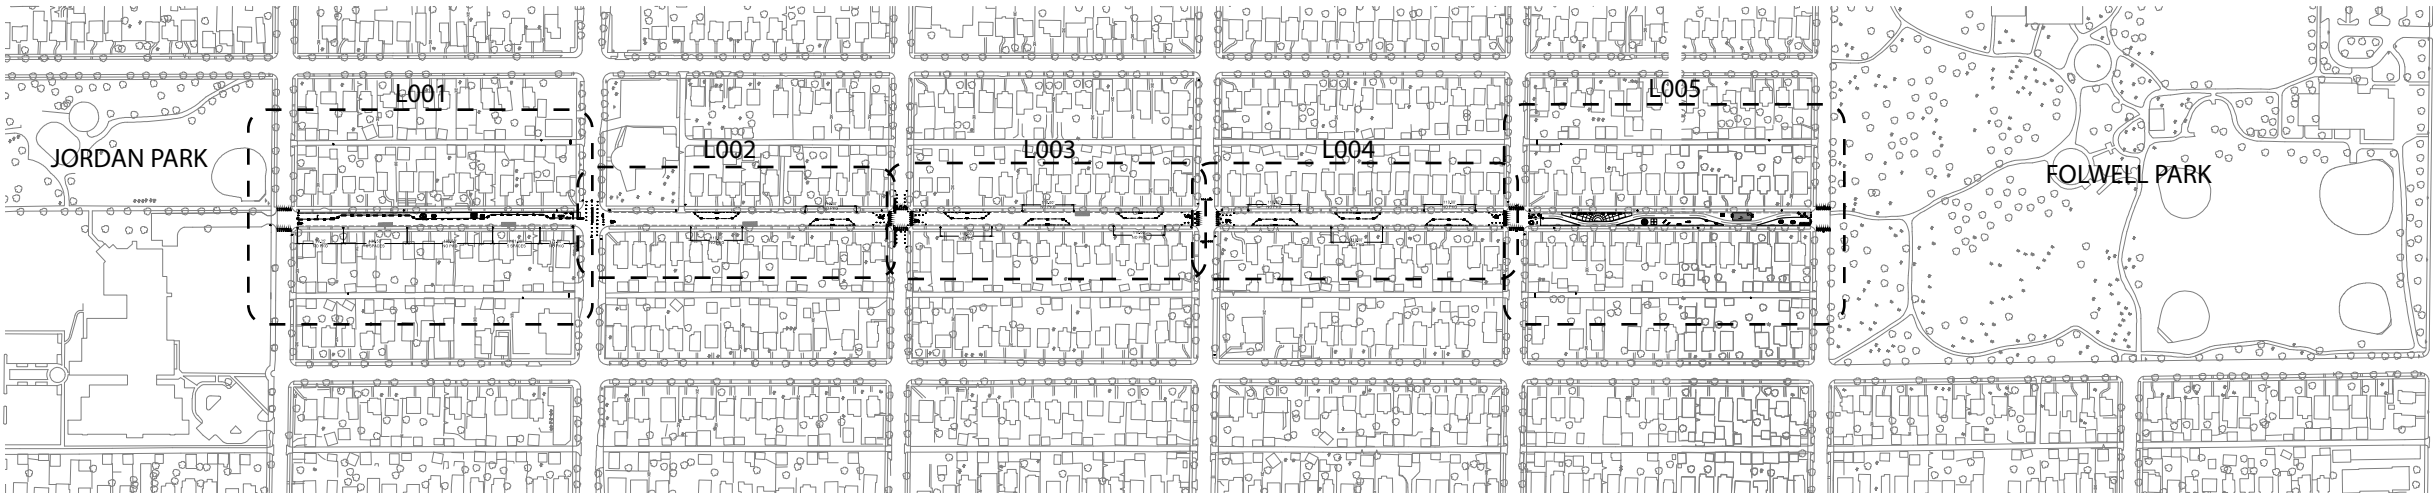 L001
L005
JORDAN PARK
L002
L003
L004
FOLWELL PARK